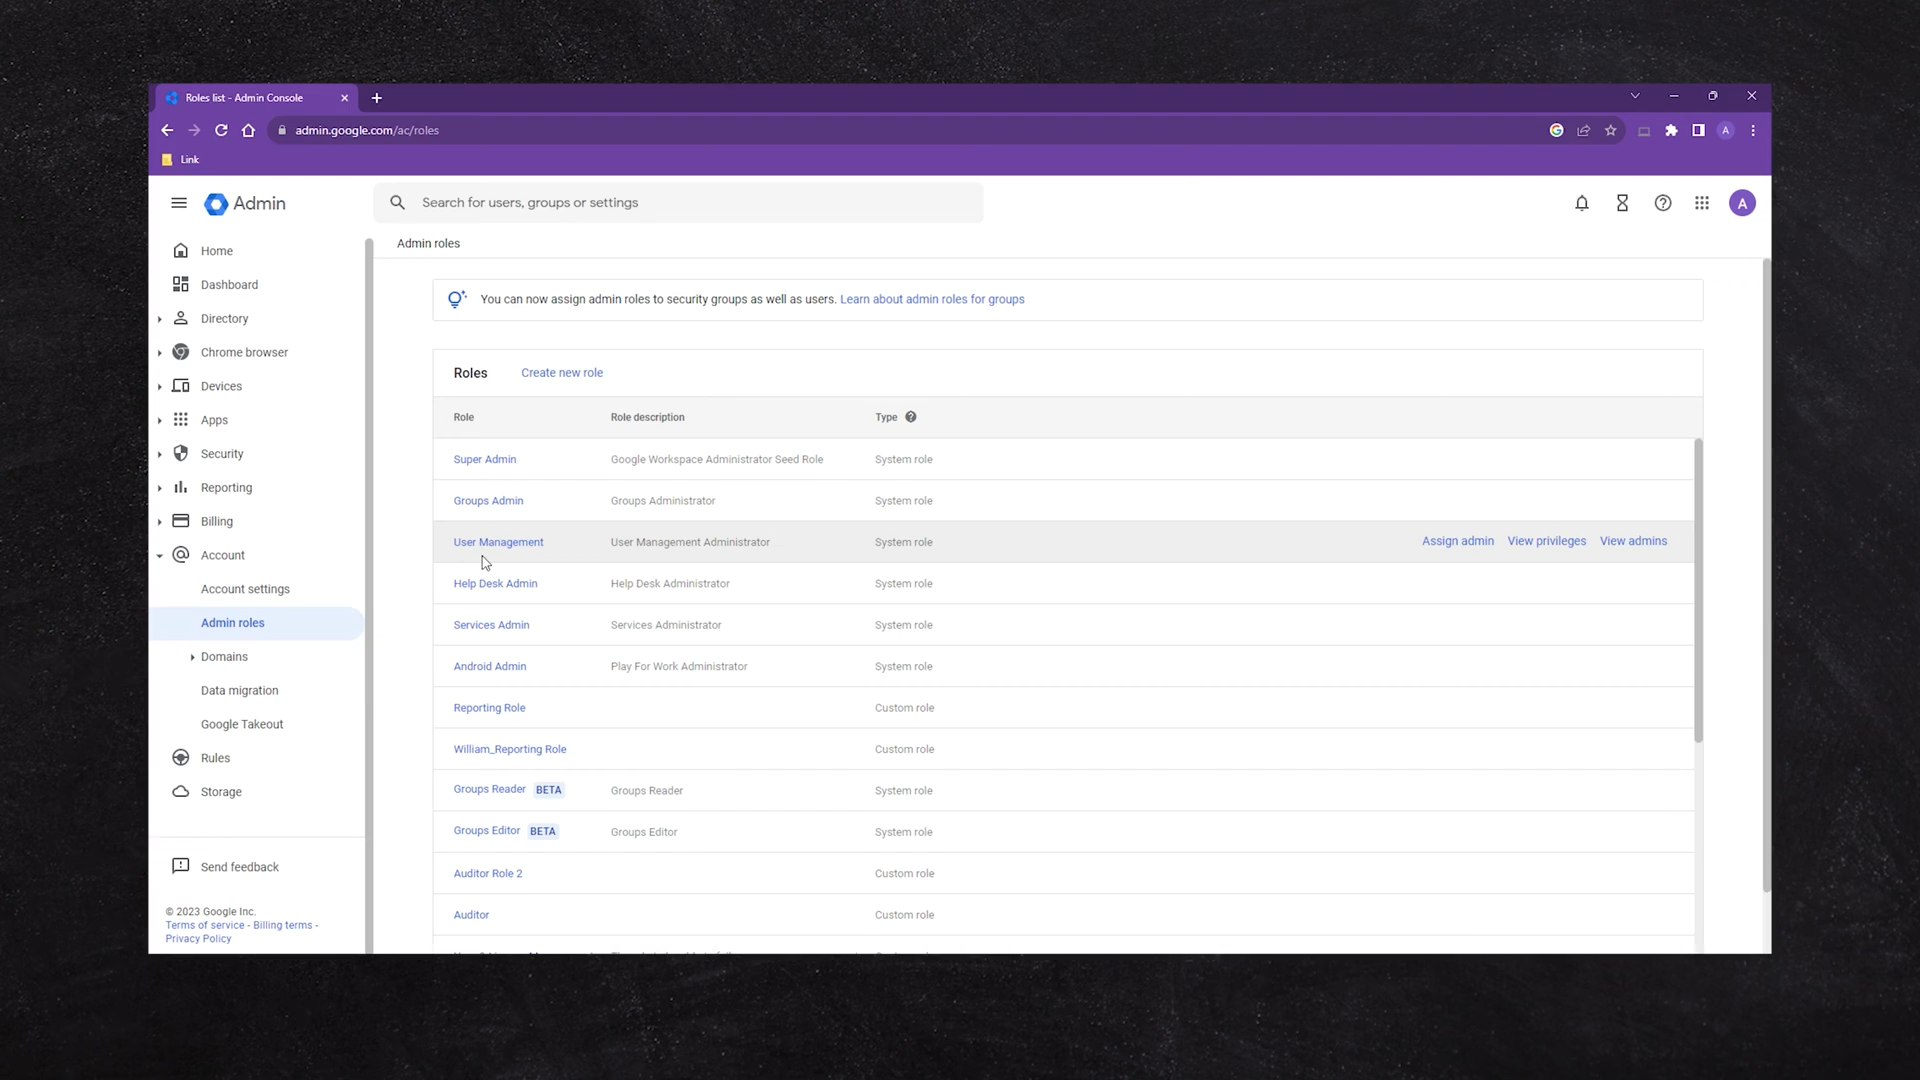 Roles list - Admin Console
admin.google.com/ac/roles
A
Link
Admin
Search for users, groups or settings
A
Home
Dashboard
Directory
Chrome browser
Devices
Apps
Security
Reporting
Billing
Account
Account settings
Admin roles
Domains
Data migration
Google Takeout
Rules
Storage
Send feedback
© 2023 Google Inc.
Terms of service - Billing terms -
Privacy Policy
Admin roles
You can now assign admin roles to security groups as well as users. Learn about admin roles for groups
Roles Create new role
Role Role description Type
Super Admin Google Workspace Administrator Seed Role System role
Groups Admin Groups Administrator System role
User Management User Management Administrator System role Assign admin View privileges View admins
Help Desk Admin Help Desk Administrator System role
Services Admin Services Administrator System role
Android Admin Play For Work Administrator System role
Reporting Role Custom role
William_Reporting Role Custom role
Groups Reader BETA Groups Reader System role
Groups Editor BETA Groups Editor System role
Auditor Role 2 Custom role
Auditor Custom role